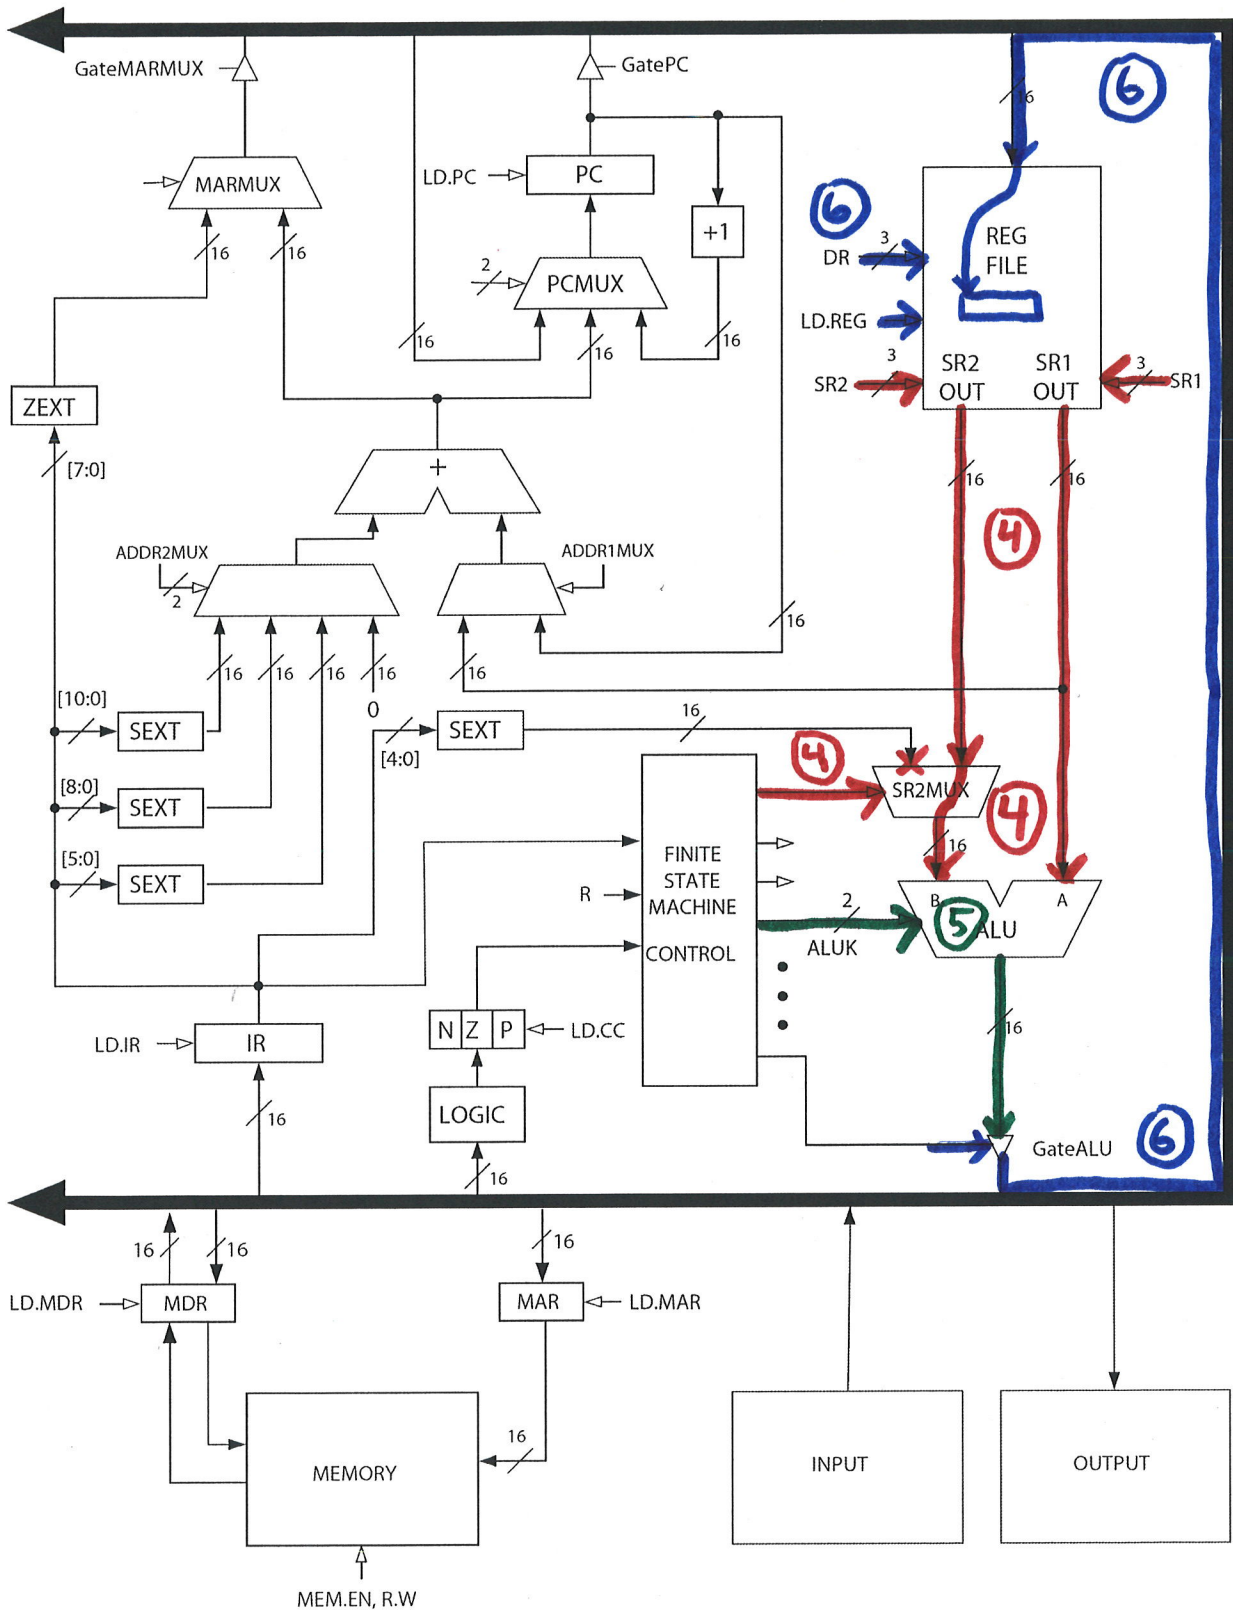 GateMARMUX
GatePC
16
6
MARMUX
LD.PC
PC
+1
6
DR
3
REG
FILE
16
16
2
PCMUX
LD.REG
16
16
16
SR2
3
SR2
OUT
SR1
OUT
3
SR1
ZEXT
[7:0]
+
16
16
4
ADDR2MUX
2
ADDR1MUX
16
16
16
16
16
16
0
[10:0]
SEXT
[4:0]
SEXT
16
4
SR2MUX
4
[8:0]
SEXT
16
[5:0]
SEXT
FINITE
STATE
MACHINE
CONTROL
R
2
ALUK
B
A
5
ALU
LD.IR
IR
N Z P
LD.CC
16
16
LOGIC
16
GateALU
6
16
16
16
LD.MDR
MDR
MAR
LD.MAR
16
MEMORY
INPUT
OUTPUT
MEM.EN, R.W